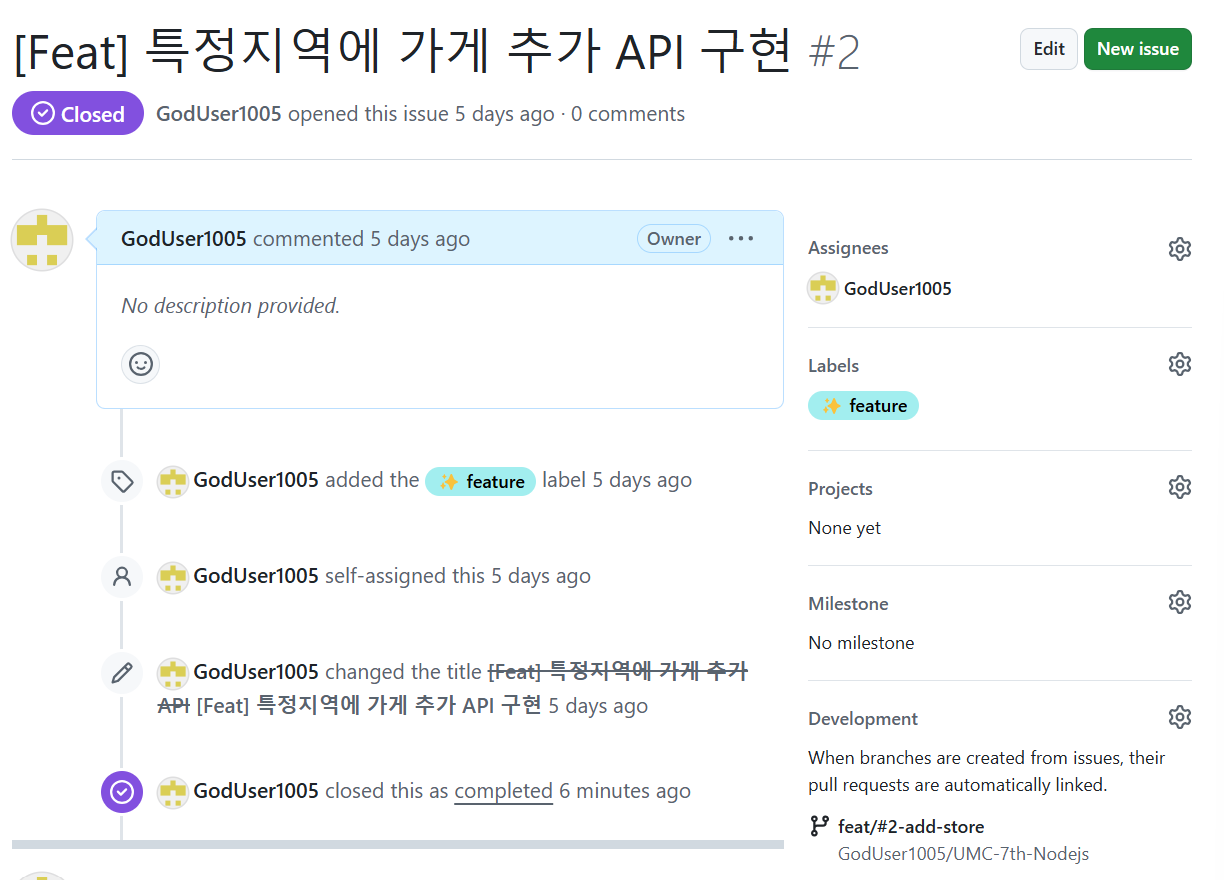 [Feat] 특정지역에 가게 추가 API 구현 #2
Edit
New issue
Closed
GodUser1005 opened this issue 5 days ago · 0 comments
GodUser1005 commented 5 days ago
Owner
No description provided.
GodUser1005 added the ✨ feature label 5 days ago
GodUser1005 self-assigned this 5 days ago
GodUser1005 changed the title [Feat] 특정지역에 가게 추가
API [Feat] 특정지역에 가게 추가 API 구현 5 days ago
GodUser1005 closed this as completed 6 minutes ago
Assignees
GodUser1005
Labels
✨ feature
Projects
None yet
Milestone
No milestone
Development
When branches are created from issues, their
pull requests are automatically linked.
feat/#2-add-store
GodUser1005/UMC-7th-Nodejs